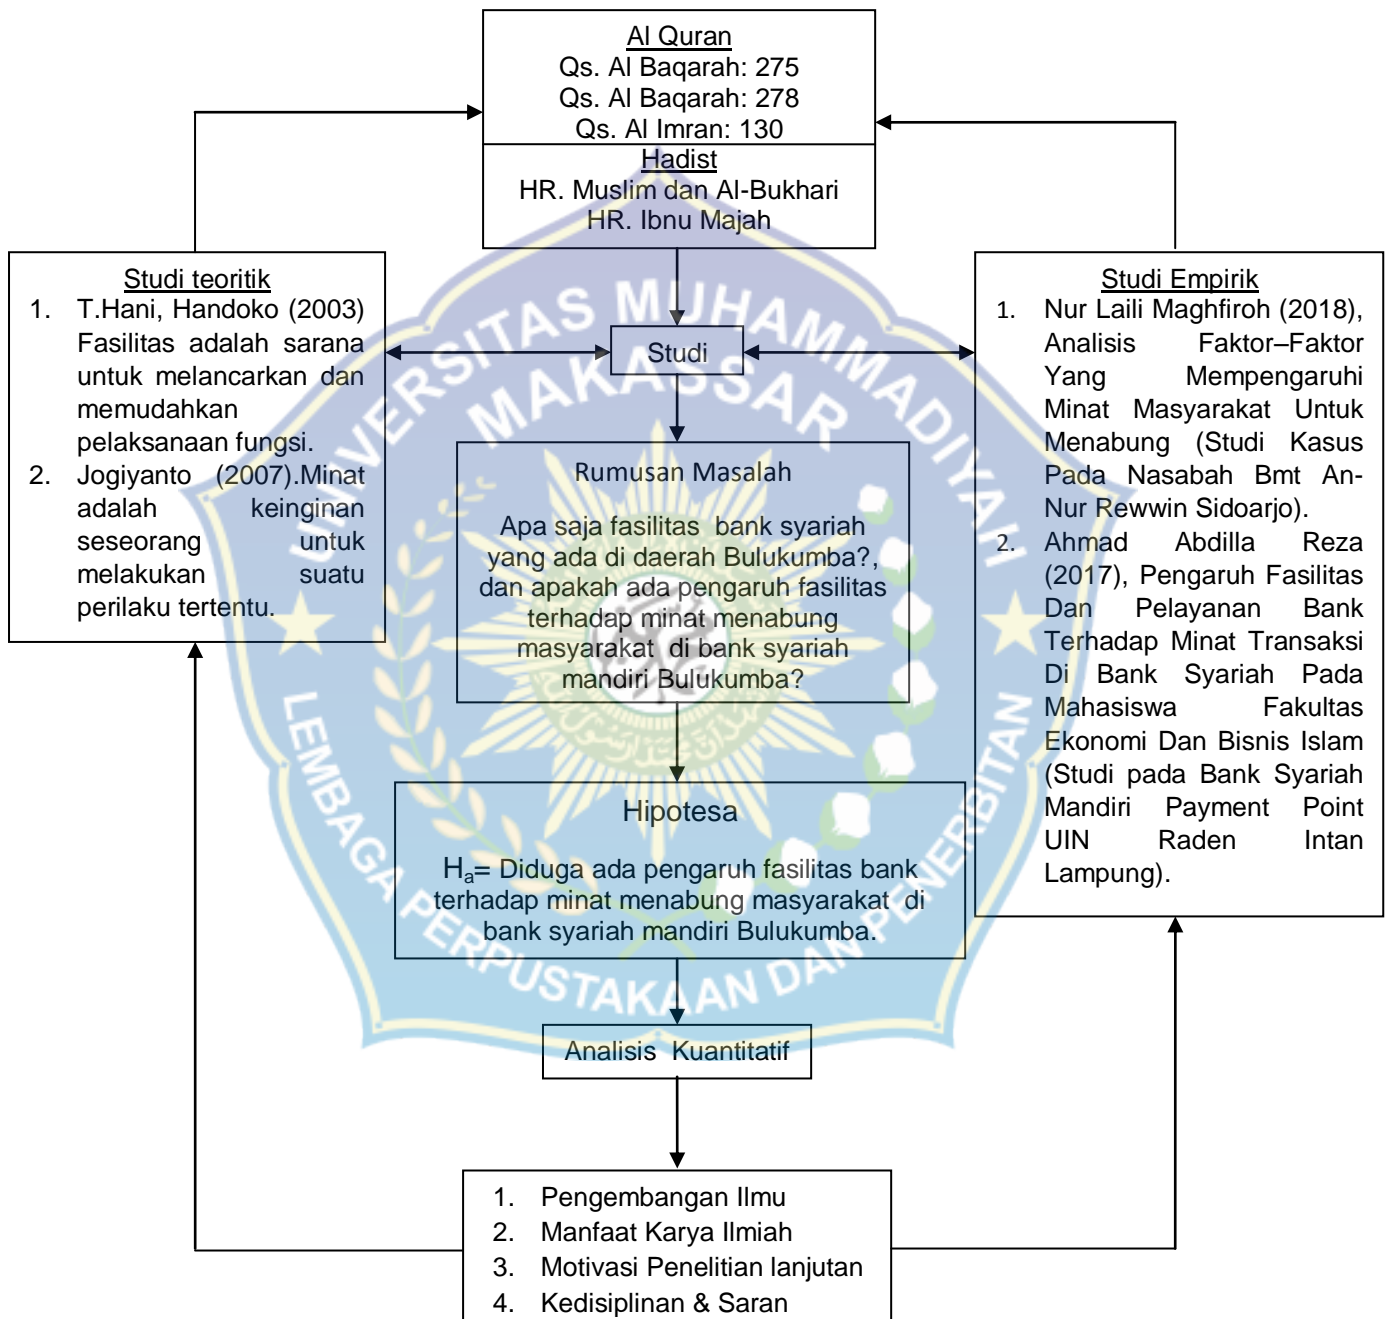 Al Quran
Qs. Al Baqarah: 275
Qs. Al Baqarah: 278
Qs. Al Imran: 130
Hadist
HR. Muslim dan Al-Bukhari
HR. Ibnu Majah
Studi teoritik
1. T.Hani, Handoko (2003)
Fasilitas adalah sarana
untuk melancarkan dan
memudahkan
pelaksanaan fungsi.
2. Jogiyanto (2007).Minat
adalah keinginan
seseorang untuk
melakukan suatu
perilaku tertentu.
Studi
Studi Empirik
1. Nur Laili Maghfiroh (2018),
Analisis Faktor–Faktor
Yang Mempengaruhi
Minat Masyarakat Untuk
Menabung (Studi Kasus
Pada Nasabah Bmt An-
Nur Rewwin Sidoarjo).
2. Ahmad Abdilla Reza
(2017), Pengaruh Fasilitas
Dan Pelayanan Bank
Terhadap Minat Transaksi
Di Bank Syariah Pada
Mahasiswa Fakultas
Ekonomi Dan Bisnis Islam
(Studi pada Bank Syariah
Mandiri Payment Point
UIN Raden Intan
Lampung).
Rumusan Masalah
Apa saja fasilitas bank syariah
yang ada di daerah Bulukumba?,
dan apakah ada pengaruh fasilitas
terhadap minat menabung
masyarakat di bank syariah
mandiri Bulukumba?
Hipotesa
Ha= Diduga ada pengaruh fasilitas bank
terhadap minat menabung masyarakat di
bank syariah mandiri Bulukumba.
Analisis Kuantitatif
1. Pengembangan Ilmu
2. Manfaat Karya Ilmiah
3. Motivasi Penelitian lanjutan
4. Kedisiplinan & Saran
UNIVERSITAS MUHAMMADIYAH
MAKASSAR
LEMBAGA PERPUSTAKAAN DAN PENERBITAN